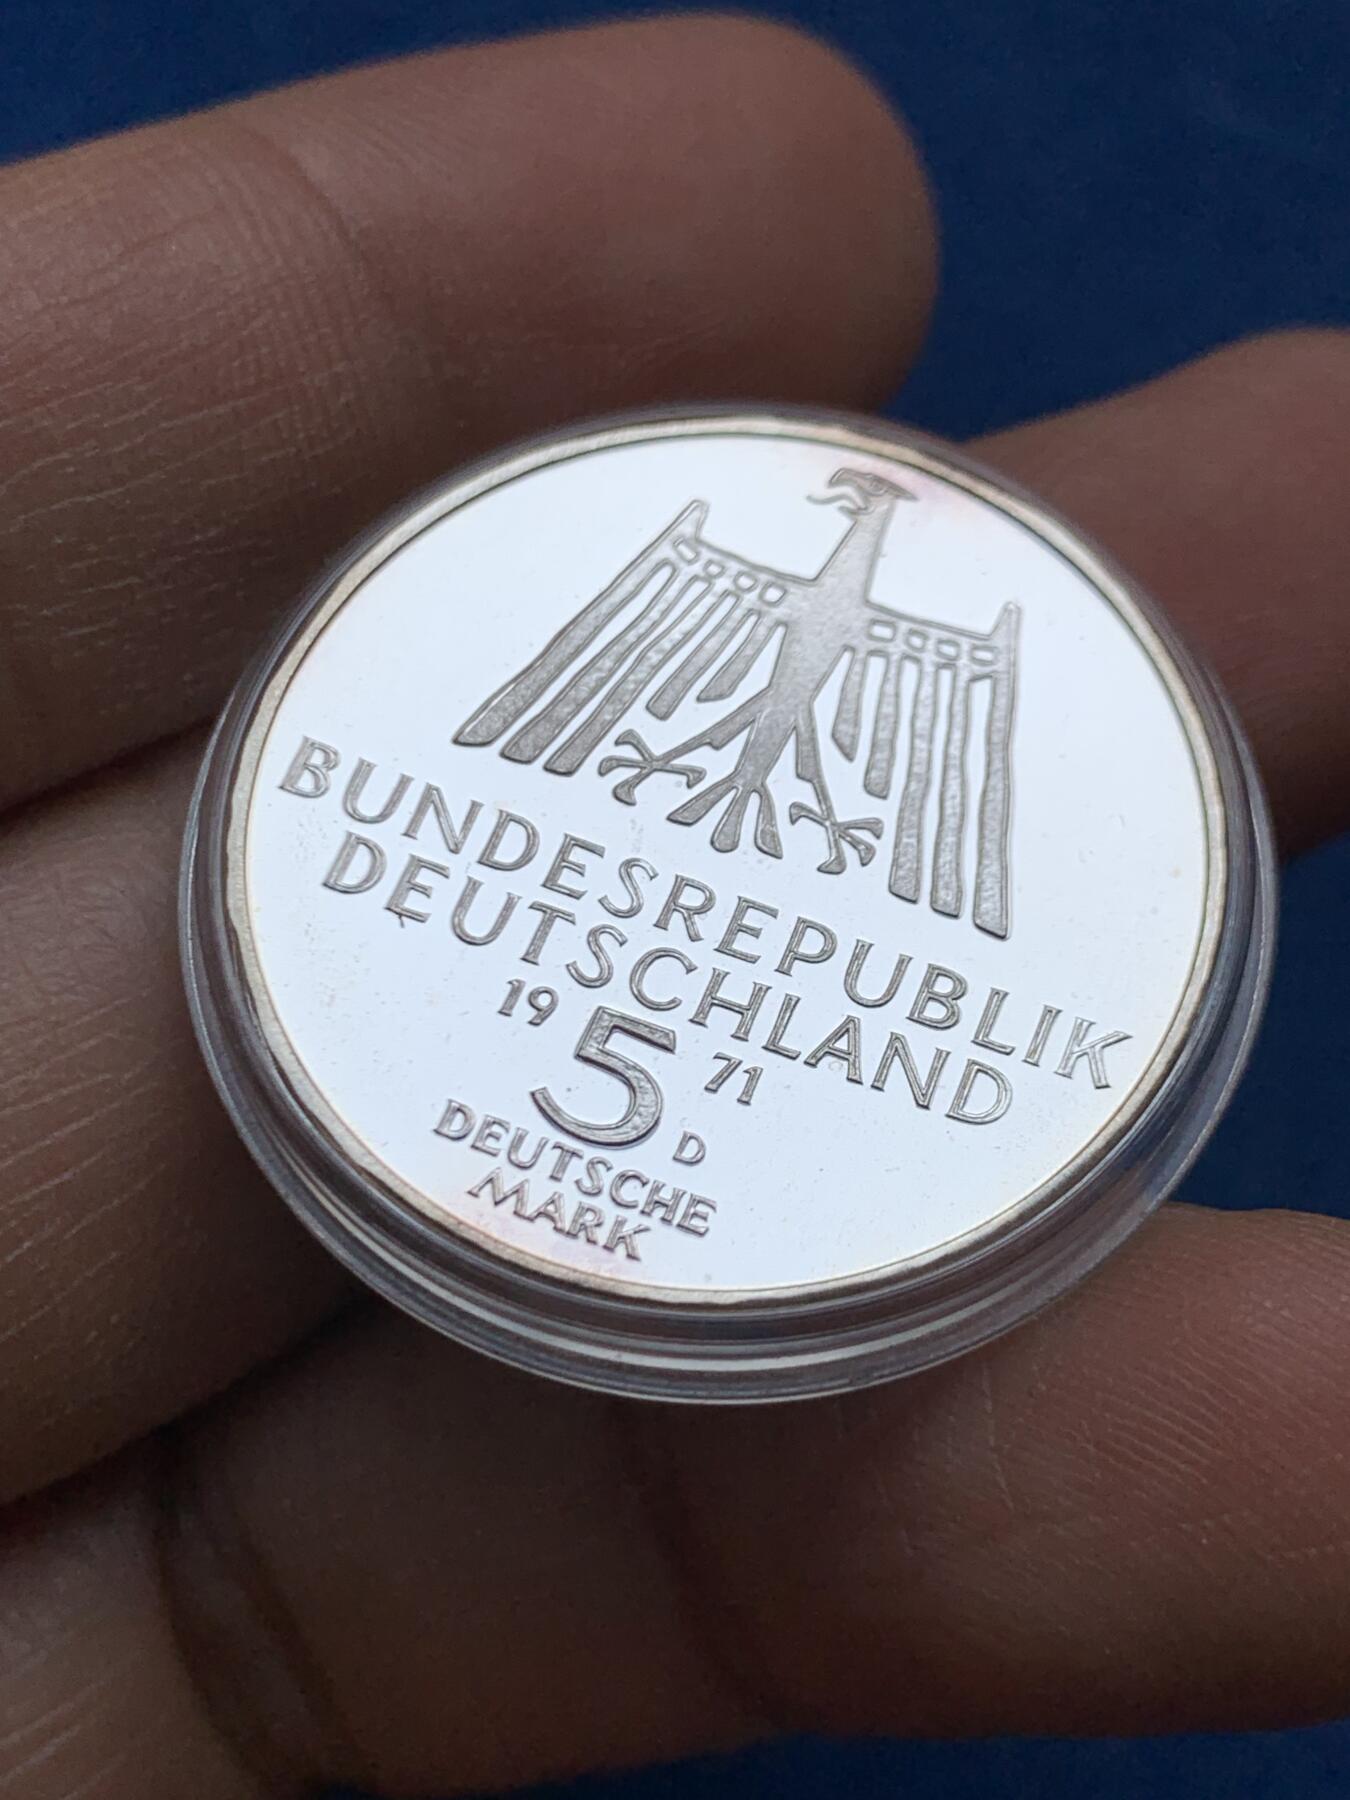 BUNDESREPUBLIK
DEUTSCHLAND
19 5 71
D
DEUTSCHE
MARK